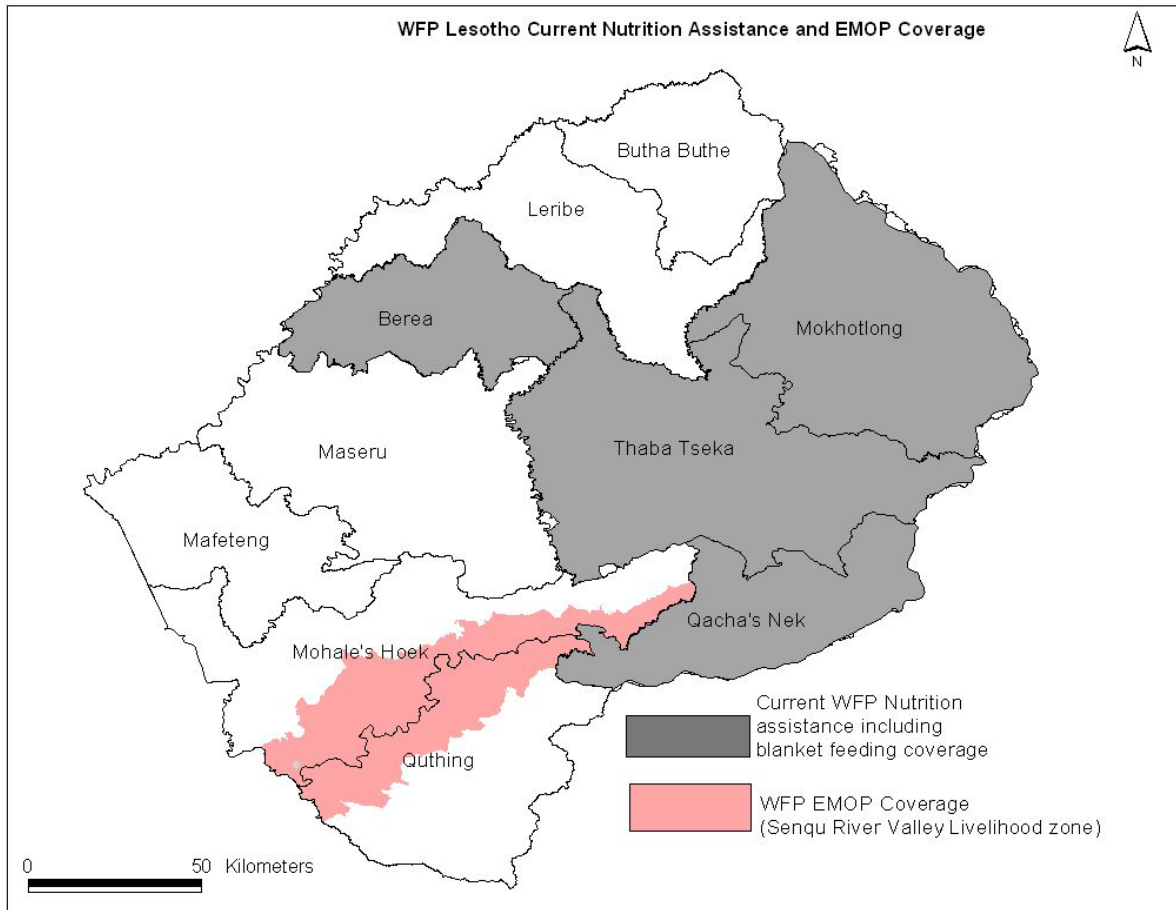 WFP Lesotho Current Nutrition Assistance and EMOP Coverage
N
Butha Buthe
Leribe
Berea
Mokhotlong
Maseru
Thaba Tseka
Mafeteng
Qacha's Nek
Mohale's Hoek
Quthing
Current WFP Nutrition
assistance including
blanket feeding coverage
WFP EMOP Coverage
(Senqu River Valley Livelihood zone)
0 50 Kilometers